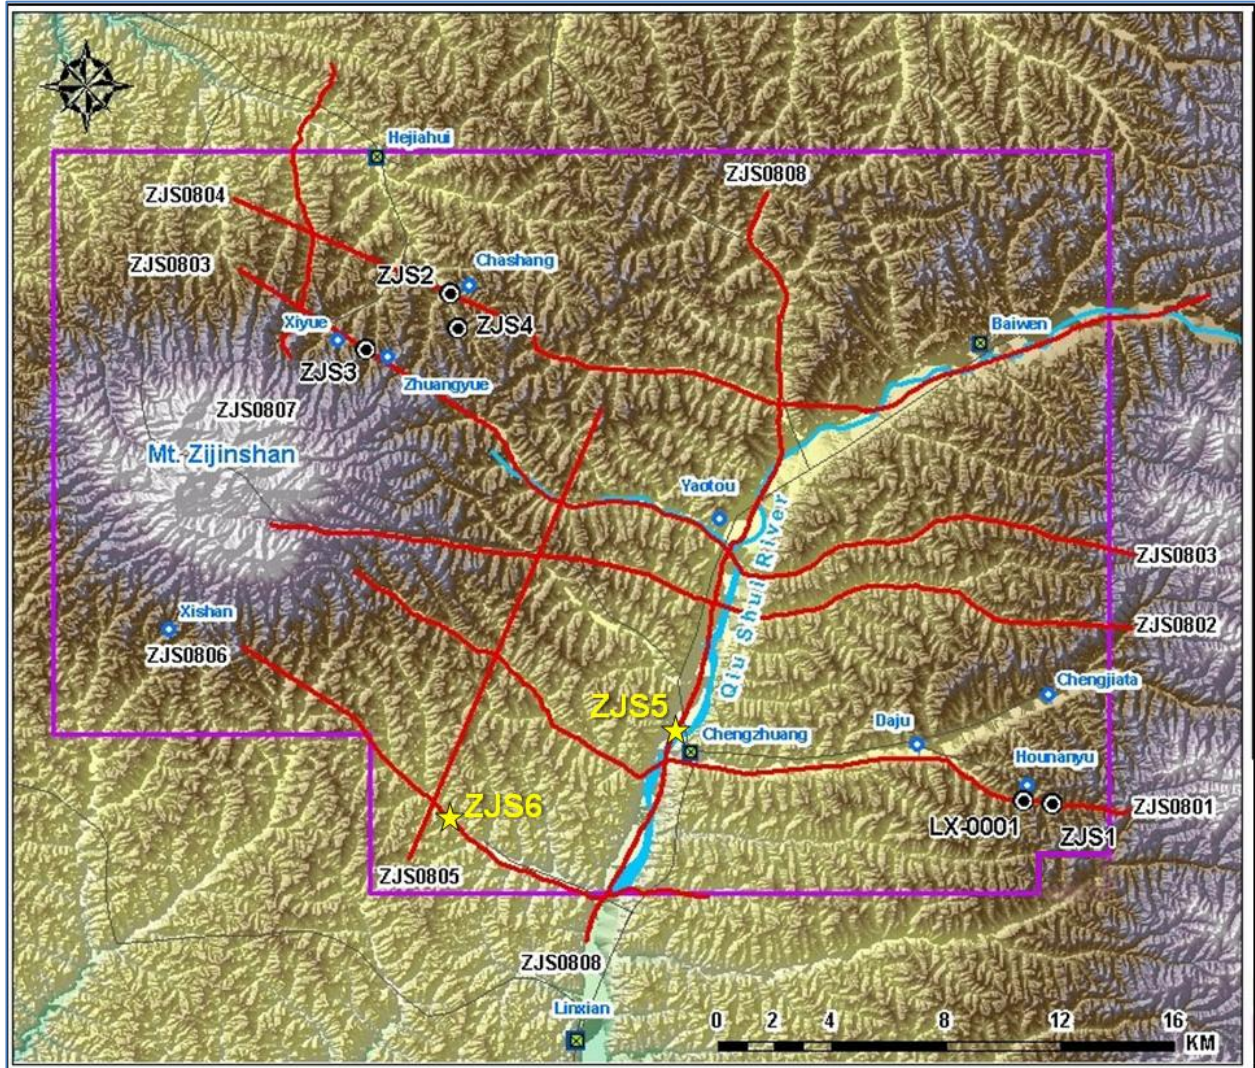 Hejiahui
ZJS0804
ZJS0808
ZJS0803
ZJS2
Chashang
ZJS4
Xiyue
Baiwen
ZJS3
Zhuangyue
ZJS0807
Mt. Zijinshan
Yaotou
Qiu Shui River
ZJS0803
Xishan
ZJS0802
ZJS0806
Chengjiata
ZJS5
Daju
Chengzhuang
Hounanyu
ZJS6
LX-0001
ZJS1
ZJS0801
ZJS0805
ZJS0808
Linxian
0 2 4 8 12 16
KM